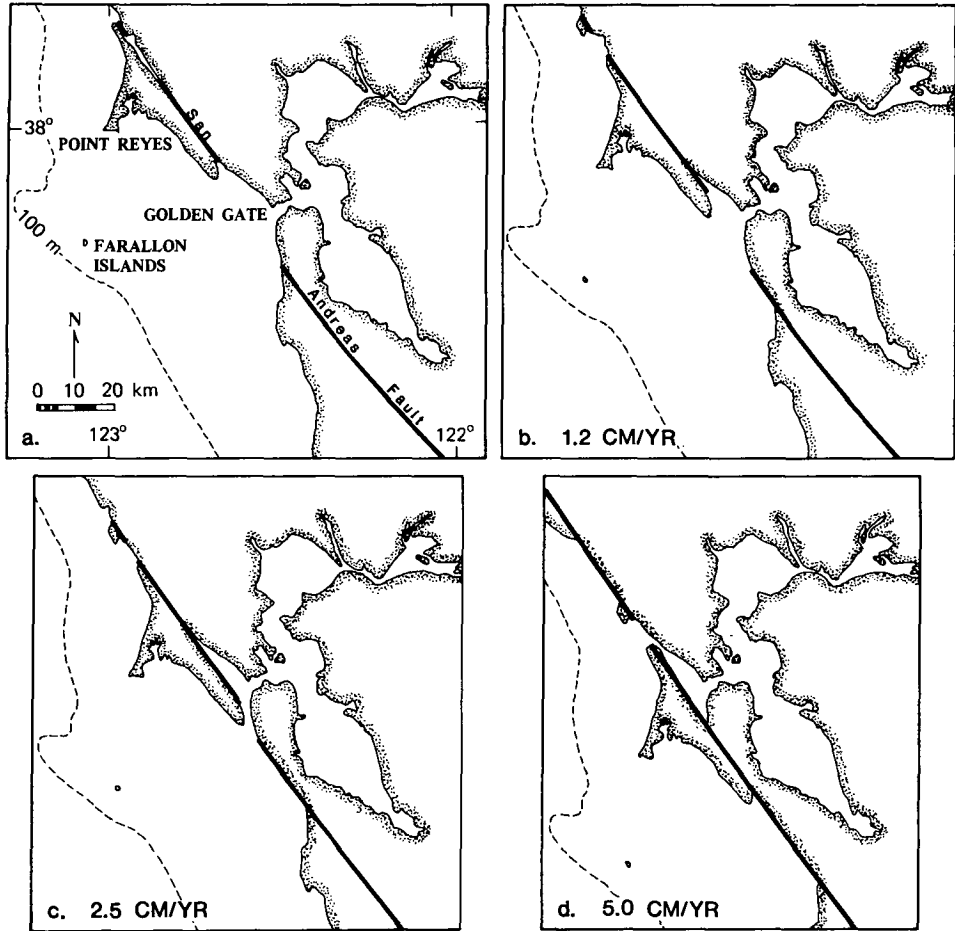 38°
POINT REYES
San
GOLDEN GATE
100 m
FARALLON
ISLANDS
N
Andreas
0 10 20 km
Fault
a.
123°
122°
b. 1.2 CM/YR
c. 2.5 CM/YR
d. 5.0 CM/YR